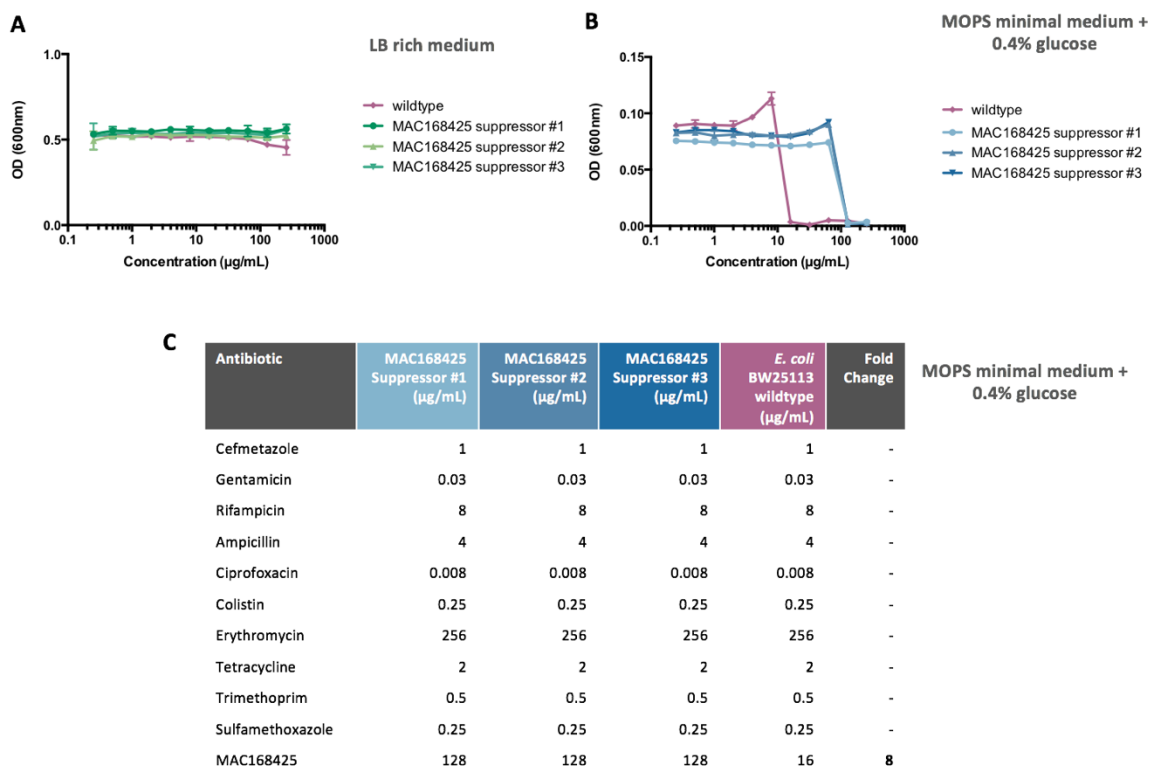 A
LB rich medium
OD (600nm)
1.0
0.5
0.0
0.1
1
10
100
1000
Concentration (µg/mL)
wildtype
MAC168425 suppressor #1
MAC168425 suppressor #2
MAC168425 suppressor #3
B
MOPS minimal medium +
0.4% glucose
OD (600nm)
0.15
0.10
0.05
0.00
0.1
1
10
100
1000
Concentration (µg/mL)
wildtype
MAC168425 suppressor #1
MAC168425 suppressor #2
MAC168425 suppressor #3
C
MOPS minimal medium +
0.4% glucose
Antibiotic
MAC168425
Suppressor #1
(µg/mL)
MAC168425
Suppressor #2
(µg/mL)
MAC168425
Suppressor #3
(µg/mL)
E. coli
BW25113
wildtype
(µg/mL)
Fold
Change
Cefmetazole 1 1 1 1 -
Gentamicin 0.03 0.03 0.03 0.03 -
Rifampicin 8 8 8 8 -
Ampicillin 4 4 4 4 -
Ciprofoxacin 0.008 0.008 0.008 0.008 -
Colistin 0.25 0.25 0.25 0.25 -
Erythromycin 256 256 256 256 -
Tetracycline 2 2 2 2 -
Trimethoprim 0.5 0.5 0.5 0.5 -
Sulfamethoxazole 0.25 0.25 0.25 0.25 -
MAC168425 128 128 128 16 8